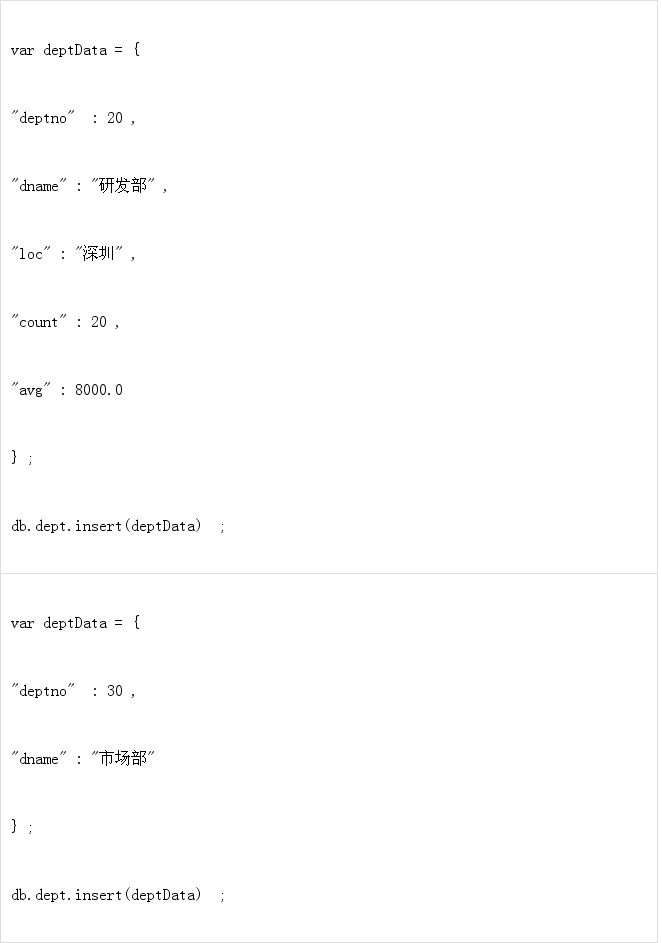 var deptData = {
"deptno"  : 20 ,
"dname" : "研发部" ,
"loc" : "深圳" ,
"count" : 20 ,
"avg" : 8000.0
} ;
db.dept.insert(deptData)  ;
var deptData = {
"deptno"  : 30 ,
"dname" : "市场部"
} ;
db.dept.insert(deptData)  ;